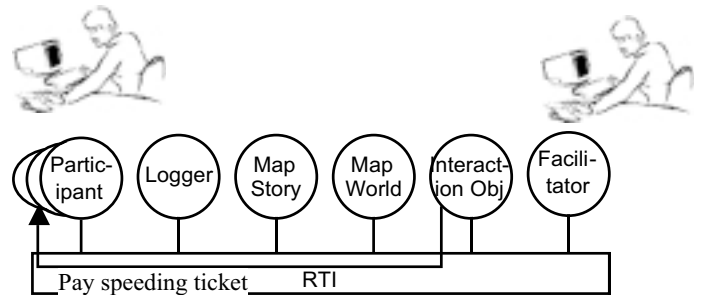 Partic-
ipant
Logger
Map
Story
Map
World
Interact-
ion Obj
Facili-
tator
Pay speeding ticket
RTI